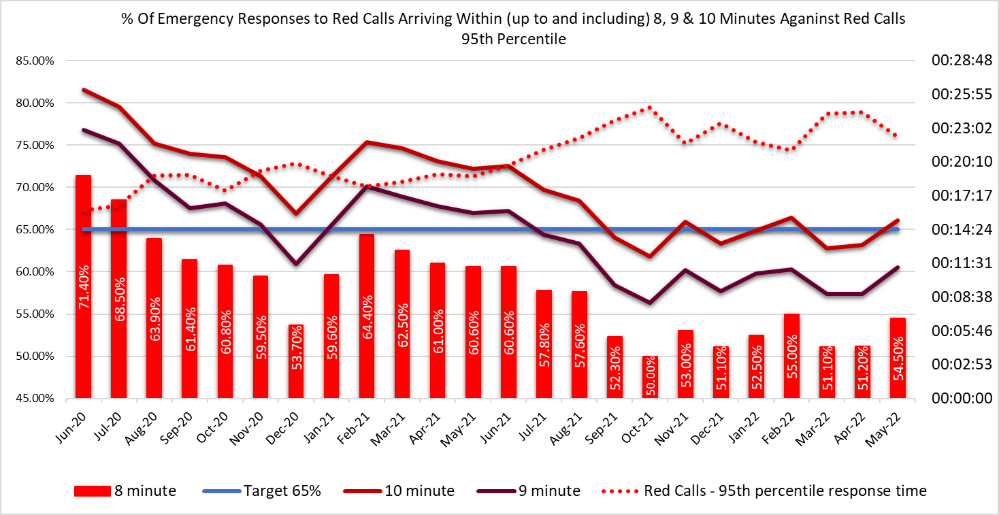 % Of Emergency Responses to Red Calls Arriving Within (up to and including) 8, 9 & 10 Minutes Aganinst Red Calls
95th Percentile
85.00%
80.00%
75.00%
70.00%
65.00%
60.00%
55.00%
50.00%
45.00%
00:28:48
00:25:55
00:23:02
00:20:10
00:17:17
00:14:24
00:11:31
00:08:38
00:05:46
00:02:53
00:00:00
71.40%
68.50%
63.90%
61.40%
60.80%
59.50%
53.70%
59.60%
64.40%
62.50%
61.00%
60.60%
60.60%
57.80%
57.60%
52.30%
50.00%
53.00%
51.10%
52.50%
55.00%
51.10%
51.20%
54.50%
Jun-20
Jul-20
Aug-20
Sep-20
Oct-20
Nov-20
Dec-20
Jan-21
Feb-21
Mar-21
Apr-21
May-21
Jun-21
Jul-21
Aug-21
Sep-21
Oct-21
Nov-21
Dec-21
Jan-22
Feb-22
Mar-22
Apr-22
May-22
8 minute
Target 65%
10 minute
9 minute
Red Calls - 95th percentile response time